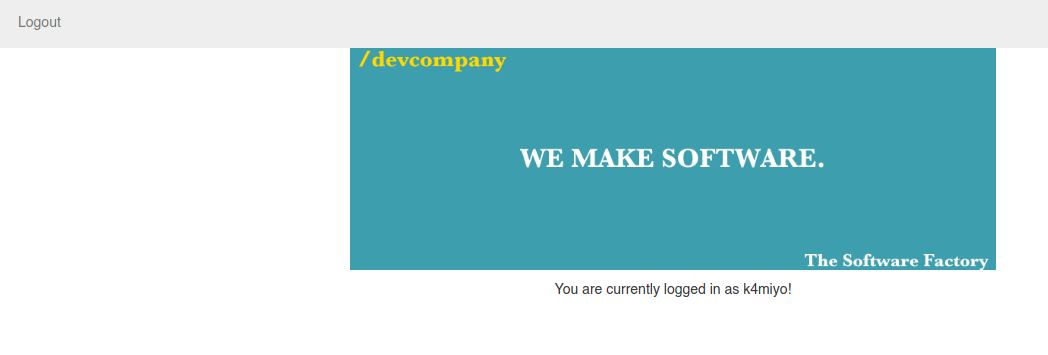 Logout
/devcompany
WE MAKE SOFTWARE.
The Software Factory
You are currently logged in as k4miyo!